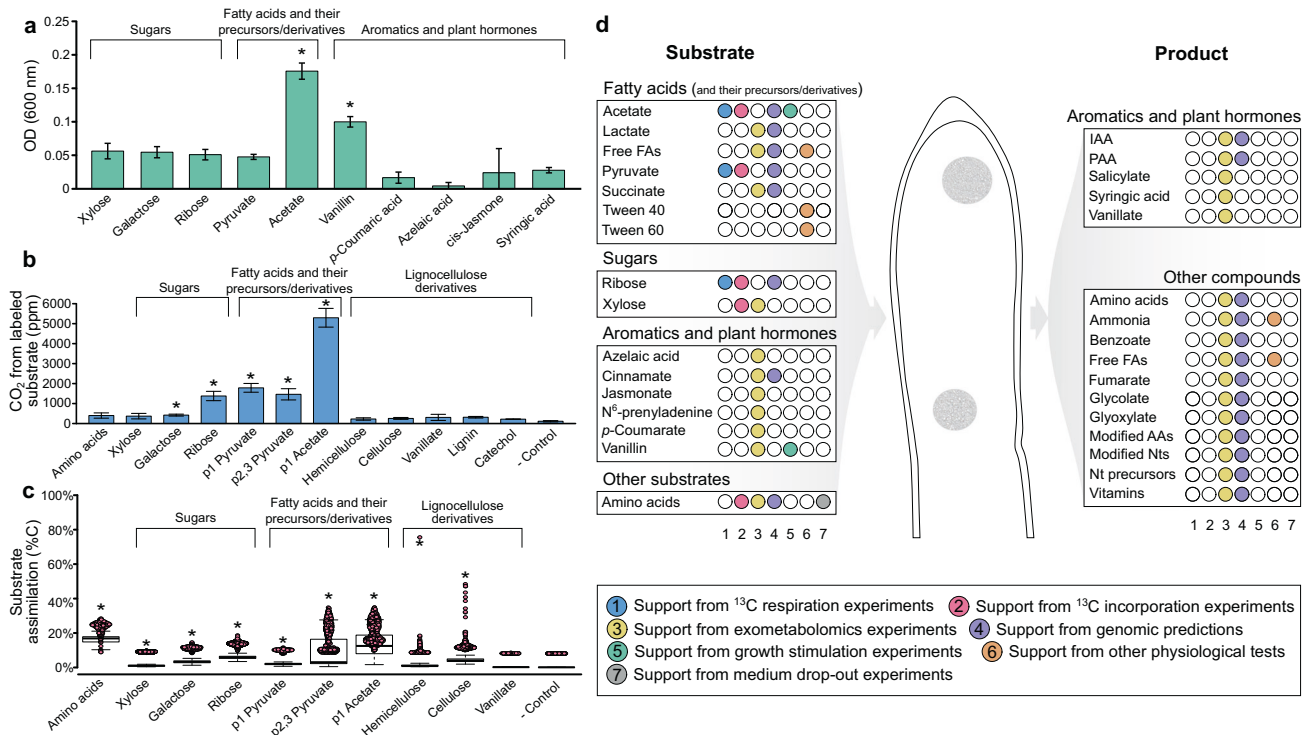 a
Fatty acids and their
precursors/derivatives
Sugars
Aromatics and plant hormones
OD (600 nm)
0.25
0.2
0.15
0.1
0.05
0
*
*
Xylose
Galactose
Ribose
Pyruvate
Acetate
Vanillin
p-Coumaric acid
Azelaic acid
cis-Jasmone
Syringic acid
b
Sugars
Fatty acids and their
precursors/derivatives
Lignocellulose
derivatives
CO2 from labeled
substrate (ppm)
6000
5000
4000
3000
2000
1000
0
*
*
*
*
*
Amino acids
Xylose
Galactose
Ribose
p1 Pyruvate
p2,3 Pyruvate
p1 Acetate
Hemicellulose
Cellulose
Vanillate
Lignin
Catechol
- Control
c
Sugars
Fatty acids and their
precursors/derivatives
Lignocellulose
derivatives
Substrate
assimilation (%C)
100%
80%
60%
40%
20%
0%
*
*
*
*
*
*
*
*
*
Amino acids
Xylose
Galactose
Ribose
p1 Pyruvate
p2,3 Pyruvate
p1 Acetate
Hemicellulose
Cellulose
Vanillate
- Control
d
Substrate
Fatty acids (and their precursors/derivatives)
Acetate
Lactate
Free FAs
Pyruvate
Succinate
Tween 40
Tween 60
Sugars
Ribose
Xylose
Aromatics and plant hormones
Azelaic acid
Cinnamate
Jasmonate
N6-prenyladenine
p-Coumarate
Vanillin
Other substrates
Amino acids
1 2 3 4 5 6 7
Product
Aromatics and plant hormones
IAA
PAA
Salicylate
Syringic acid
Vanillate
Other compounds
Amino acids
Ammonia
Benzoate
Free FAs
Fumarate
Glycolate
Glyoxylate
Modified AAs
Modified Nts
Nt precursors
Vitamins
1 2 3 4 5 6 7
1 Support from 13C respiration experiments
2 Support from 13C incorporation experiments
3 Support from exometabolomics experiments
4 Support from genomic predictions
5 Support from growth stimulation experiments
6 Support from other physiological tests
7 Support from medium drop-out experiments